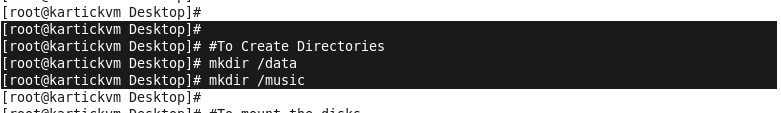 [root@kartickvm Desktop]#
[root@kartickvm Desktop]#
[root@kartickvm Desktop]# #To Create Directories
[root@kartickvm Desktop]# mkdir /data
[root@kartickvm Desktop]# mkdir /music
[root@kartickvm Desktop]#
[root@kartickvm Desktop]# #To mount the disks